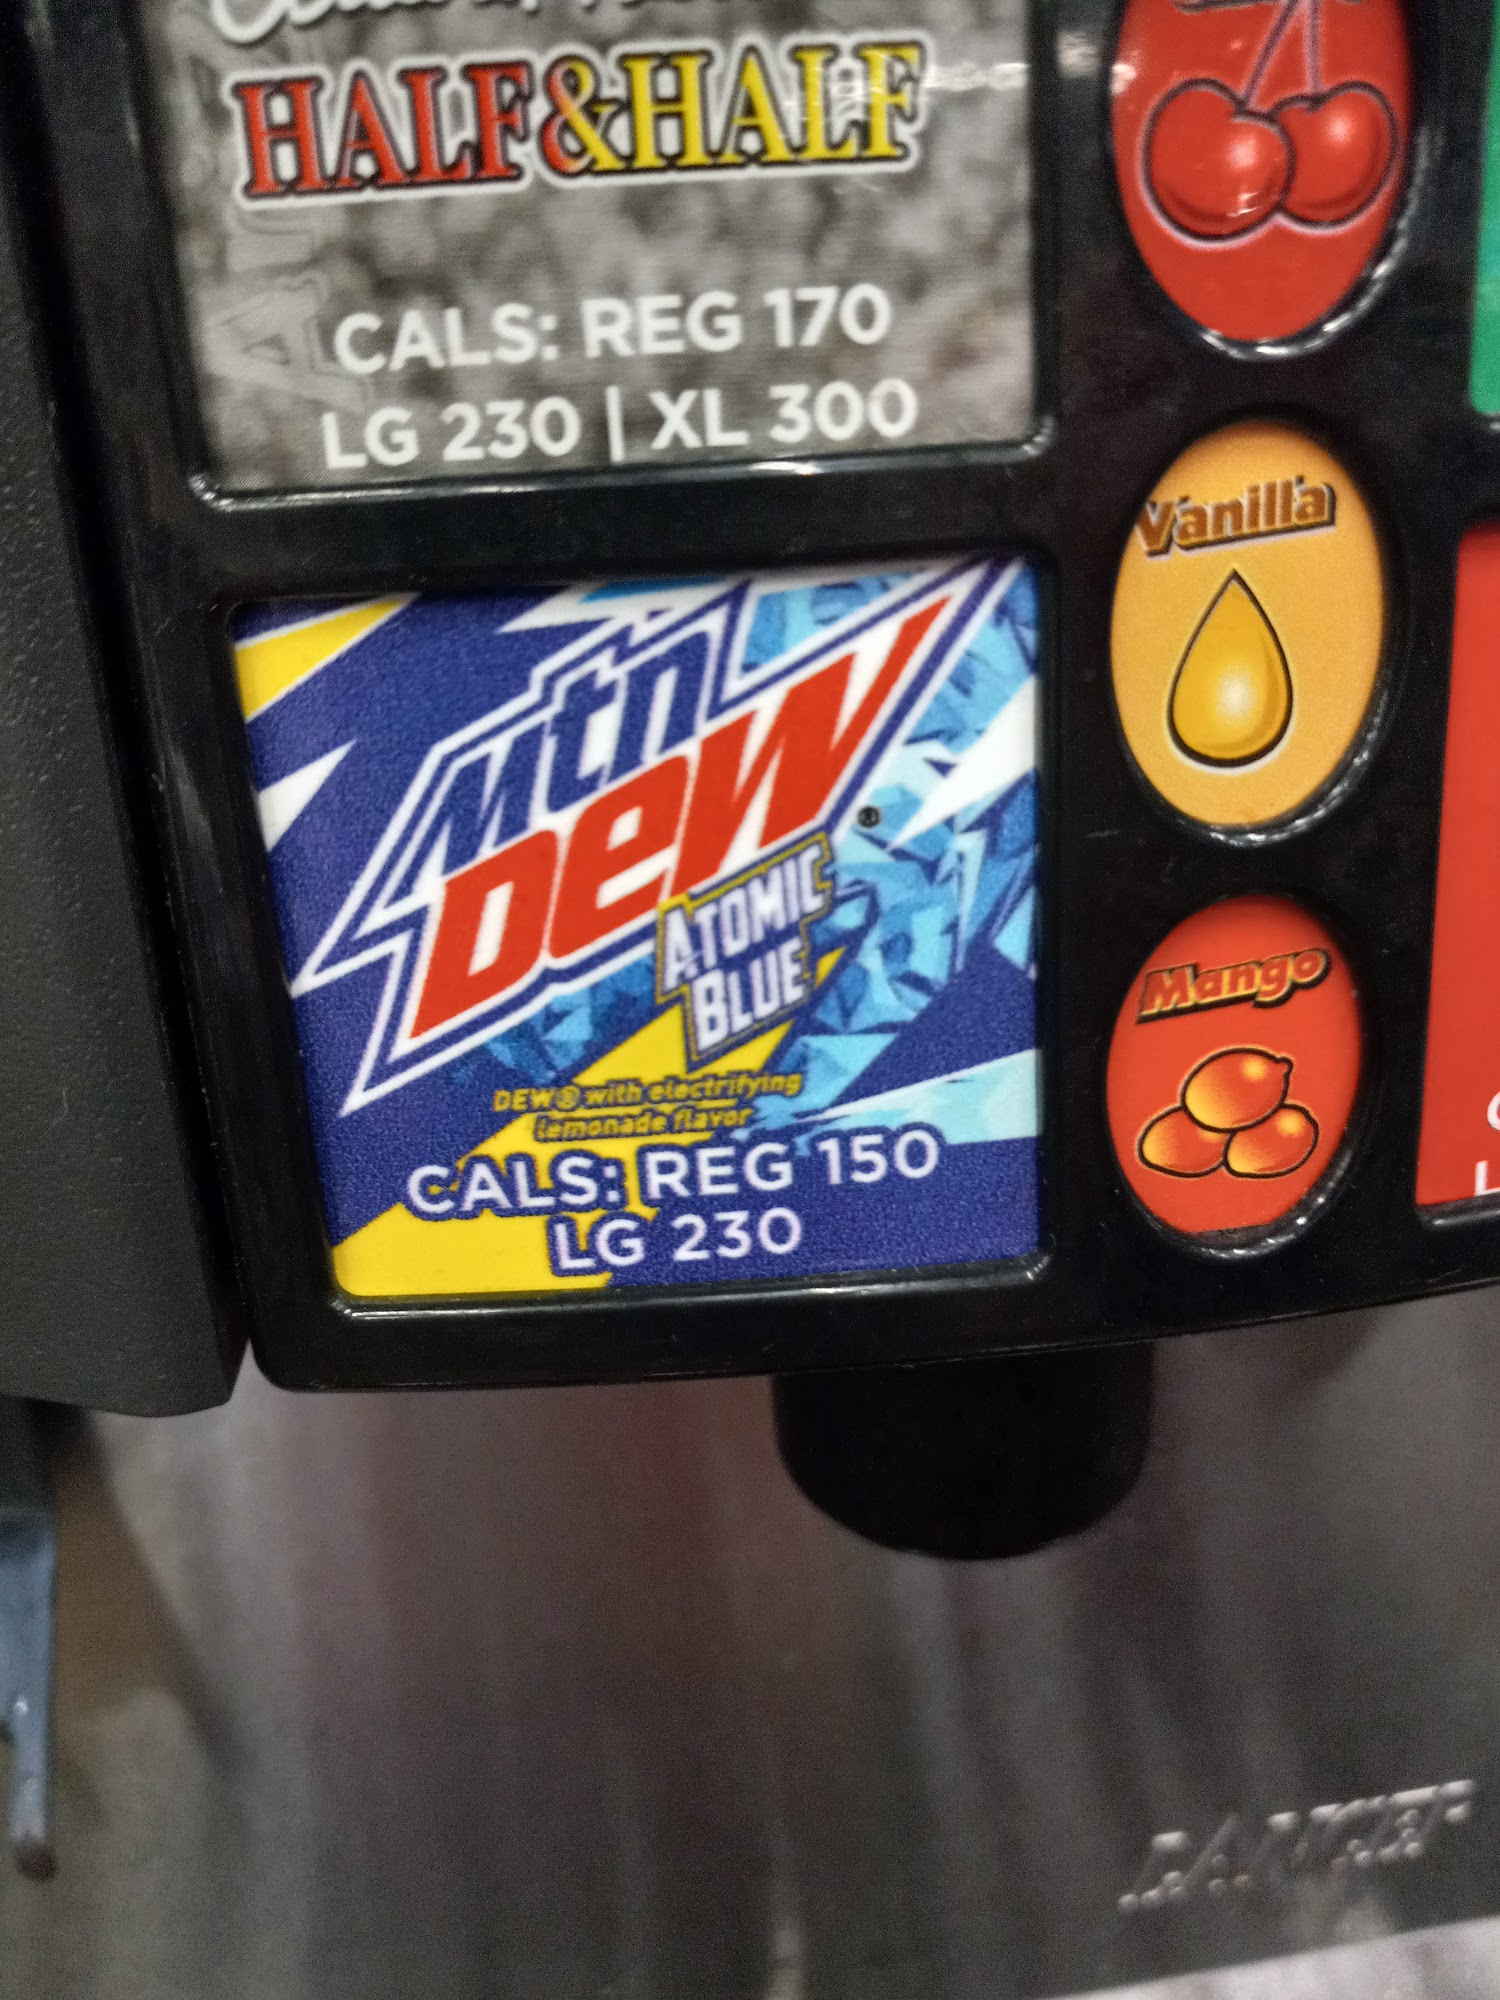 HALF&HALF
CALS: REG 170
LG 230 | XL 300
Vanilla
mtn
DEW®
ATOMIC
BLUE
DEW® with electrifying
lemonade flavor
CALS: REG 150
LG 230
Mango
LANCER